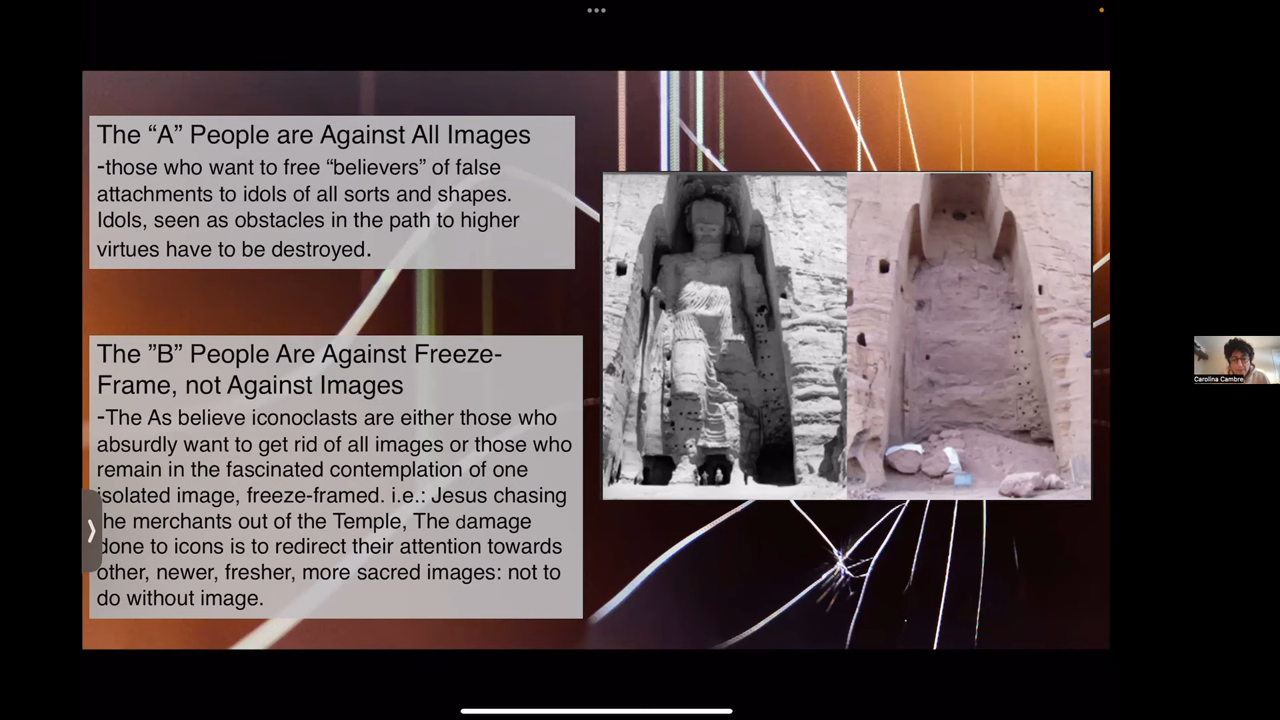 The “A” People are Against All Images
-those who want to free “believers” of false
attachments to idols of all sorts and shapes.
Idols, seen as obstacles in the path to higher
virtues have to be destroyed.
The ”B” People Are Against Freeze-
Frame, not Against Images
-The As believe iconoclasts are either those who
absurdly want to get rid of all images or those who
remain in the fascinated contemplation of one
isolated image, freeze-framed. i.e.: Jesus chasing
he merchants out of the Temple, The damage
done to icons is to redirect their attention towards
other, newer, fresher, more sacred images: not to
do without image.
Carolina Cambre